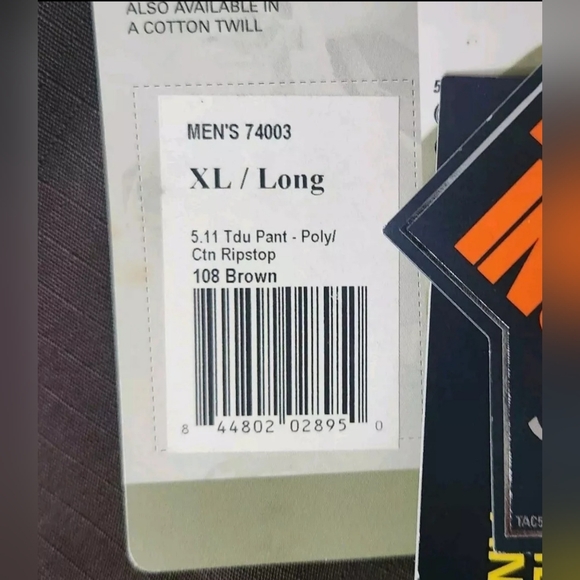 ALSO AVAILABLE IN
A COTTON TWILL
MEN'S 74003
XL / Long
5.11 Tdu Pant - Poly/
Ctn Ripstop
108 Brown
8 44802 02895 0
TAC5